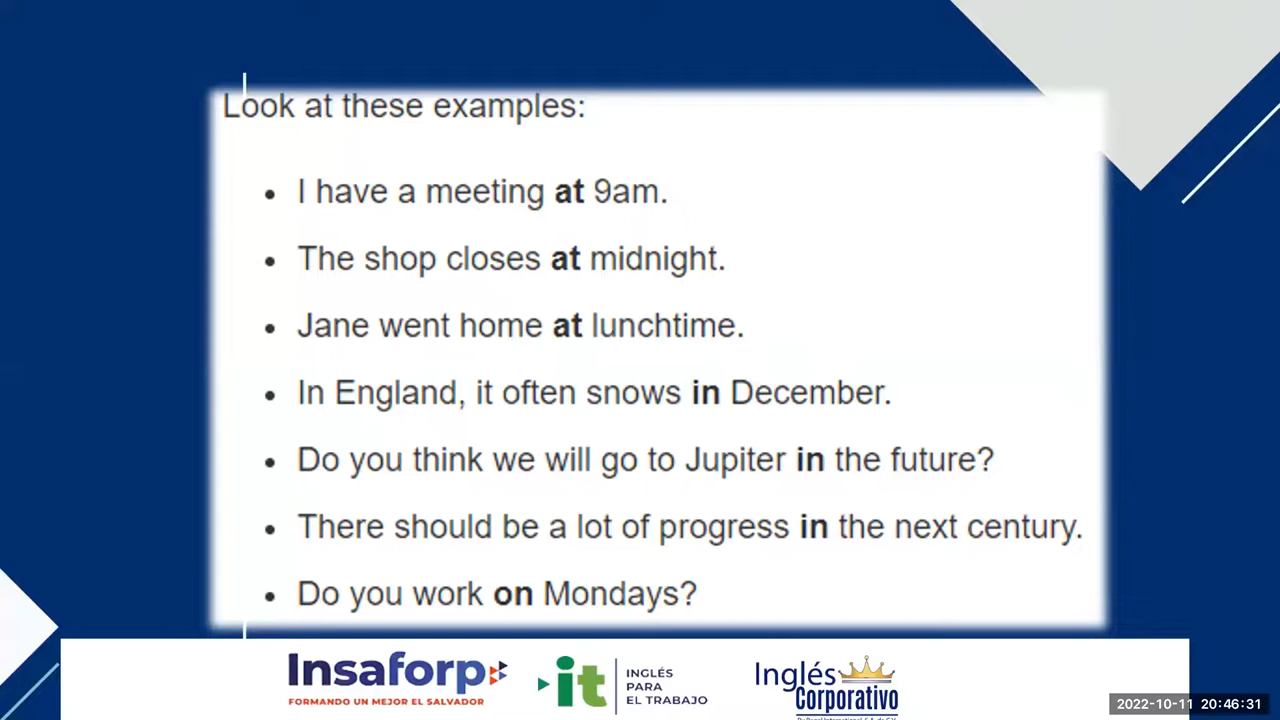 Look at these examples:
I have a meeting at 9am.
The shop closes at midnight.
Jane went home at lunchtime.
In England, it often snows in December.
Do you think we will go to Jupiter in the future?
There should be a lot of progress in the next century.
Do you work on Mondays?
Insaforp
FORMANDO UN MEJOR EL SALVADOR
it
INGLÉS
PARA
EL TRABAJO
Inglés
Corporativo
2022-10-11 20:46:31